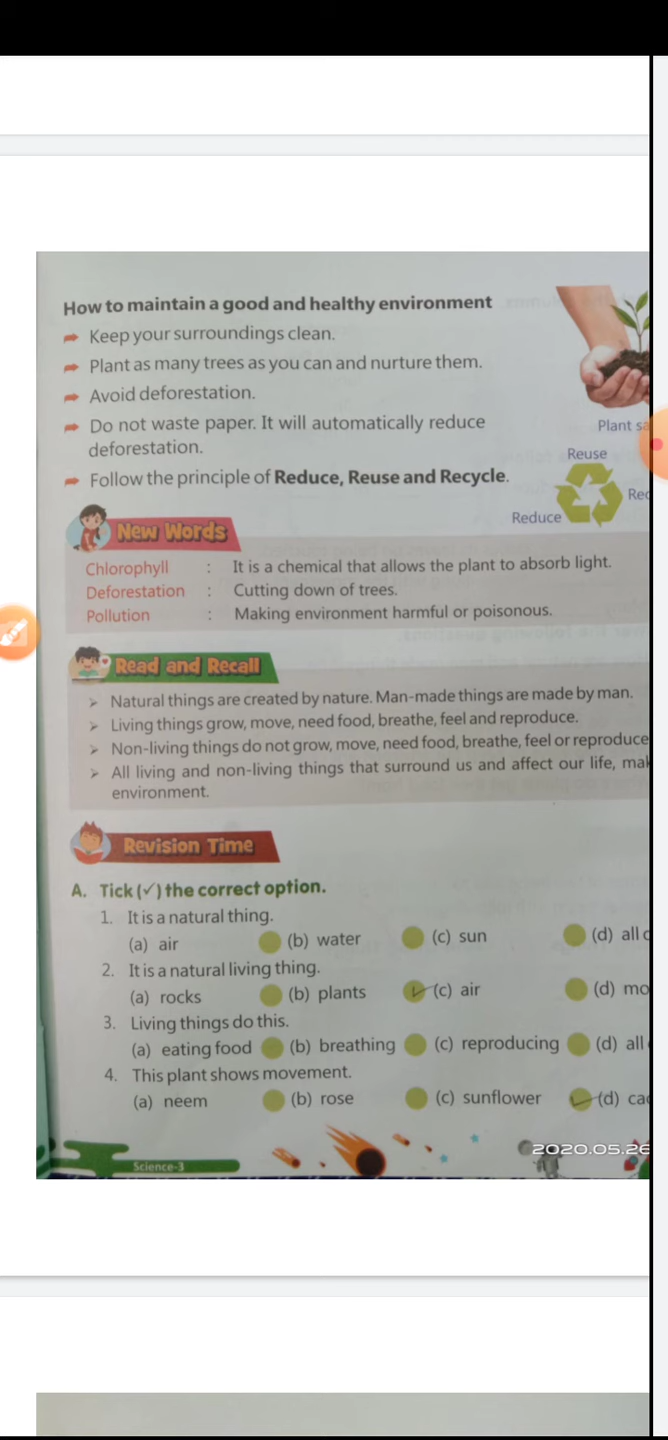 How to maintain a good and healthy environment
Keep your surroundings clean.
Plant as many trees as you can and nurture them.
Avoid deforestation.
Do not waste paper. It will automatically reduce
deforestation.
Plant
Follow the principle of Reduce, Reuse and Recycle.
Reuse
Reduce
New Words
Chlorophyll : It is a chemical that allows the plant to absorb light.
Deforestation : Cutting down of trees.
Pollution : Making environment harmful or poisonous.
Read and Recall
Natural things are created by nature. Man-made things are made by man.
Living things grow, move, need food, breathe, feel and reproduce.
Non-living things do not grow, move, need food, breathe, feel or reproduce
All living and non-living things that surround us and affect our life,
environment.
Revision Time
A. Tick (✓) the correct option.
1. It is a natural thing.
(a) air (b) water (c) sun (d) all
2. It is a natural living thing.
(a) rocks (b) plants (c) air (d)
3. Living things do this.
(a) eating food (b) breathing (c) reproducing (d) all
4. This plant shows movement.
(a) neem (b) rose (c) sunflower (d)
Science-3
2020.05.26